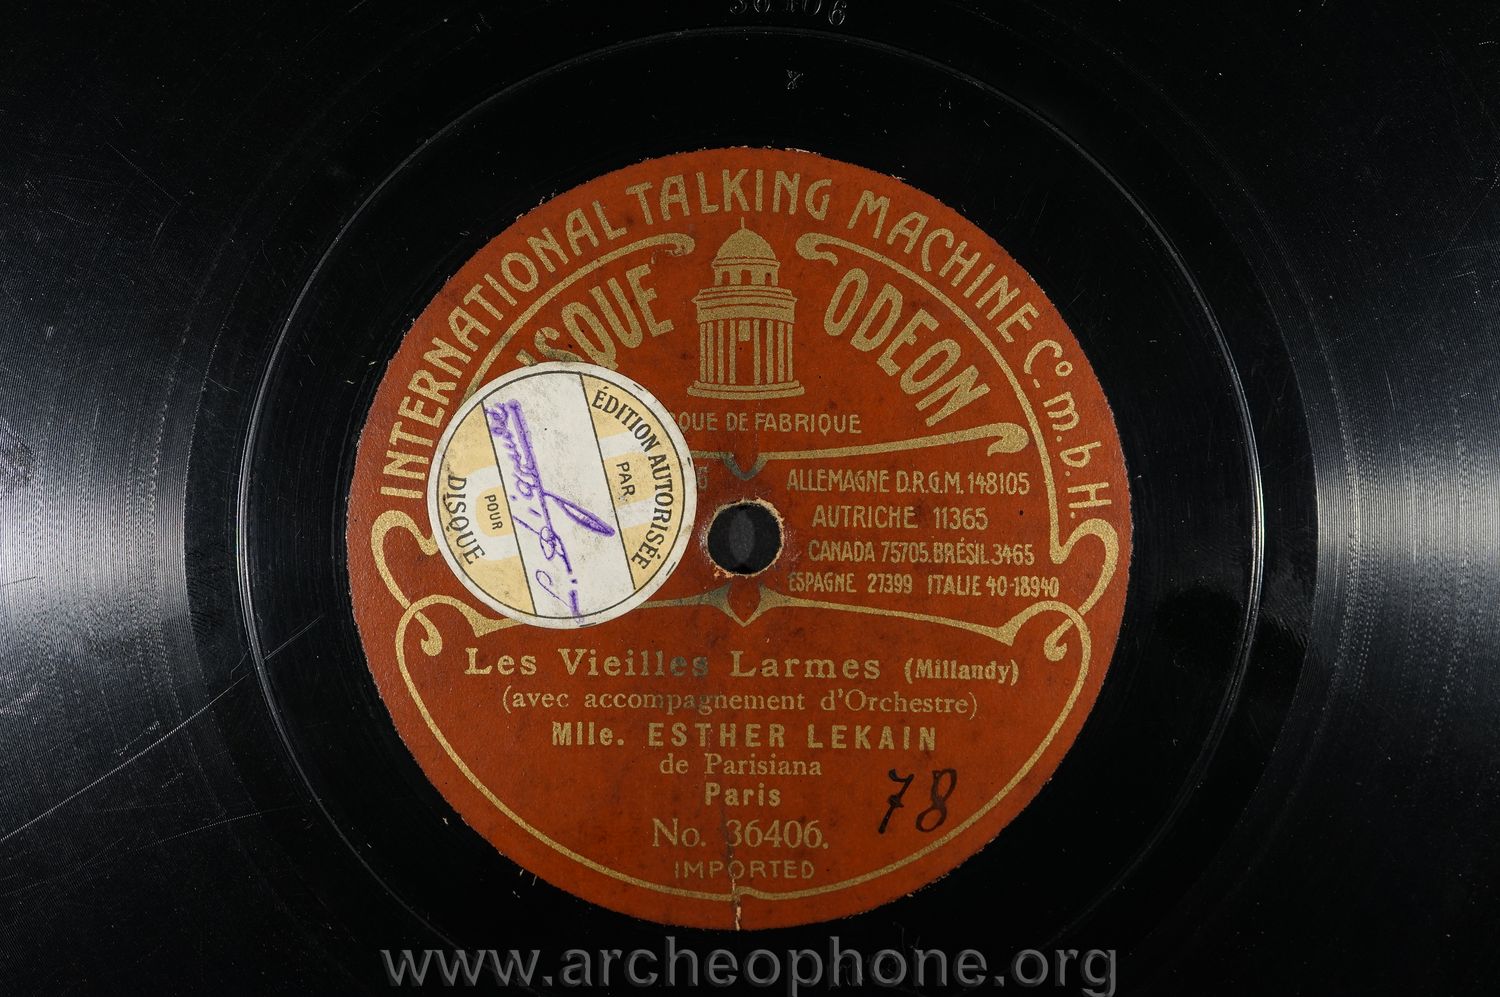 36406
INTERNATIONAL TALKING MACHINE Co. m. b. H.
ISQUE ODEON
QUE DE FABRIQUE
ALLEMAGNE D.R.G.M. 148105
AUTRICHE 11365
CANADA 75705. BRÉSIL 3465
ESPAGNE 27399 ITALIE 40-18940
ÉDITION AUTORISÉE
PAR
POUR
DISQUE
Les Vieilles Larmes (Millandy)
(avec accompagnement d'Orchestre)
Mlle. ESTHER LEKAIN
de Parisiana
Paris
78
No. 36406.
IMPORTED
www.archeophone.org